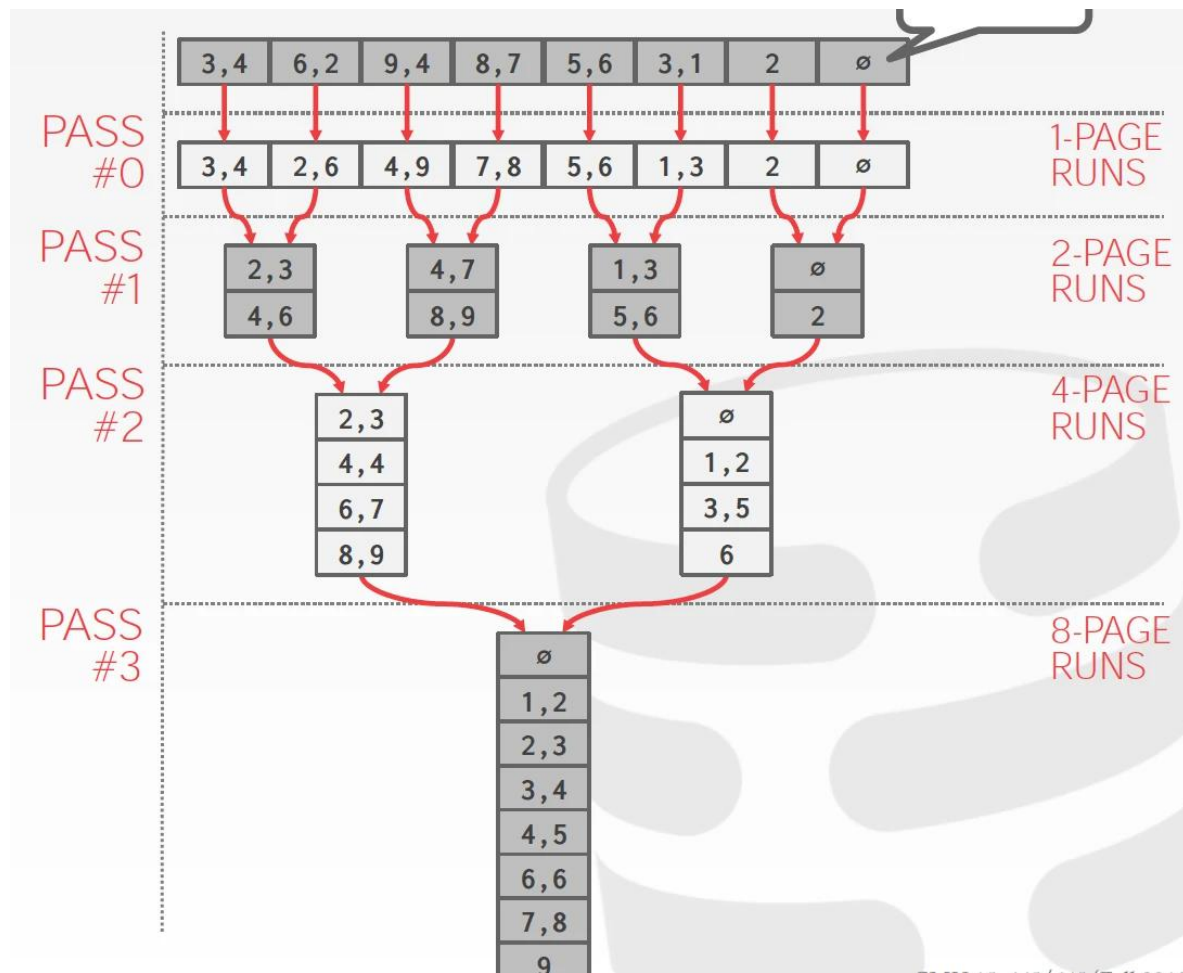 3,4 6,2 9,4 8,7 5,6 3,1 2 ø
PASS #0
3,4 2,6 4,9 7,8 5,6 1,3 2 ø
1-PAGE RUNS
PASS #1
2,3 4,7 1,3 ø
4,6 8,9 5,6 2
2-PAGE RUNS
PASS #2
2,3 ø
4,4 1,2
6,7 3,5
8,9 6
4-PAGE RUNS
PASS #3
ø
1,2
2,3
3,4
4,5
6,6
7,8
9
8-PAGE RUNS